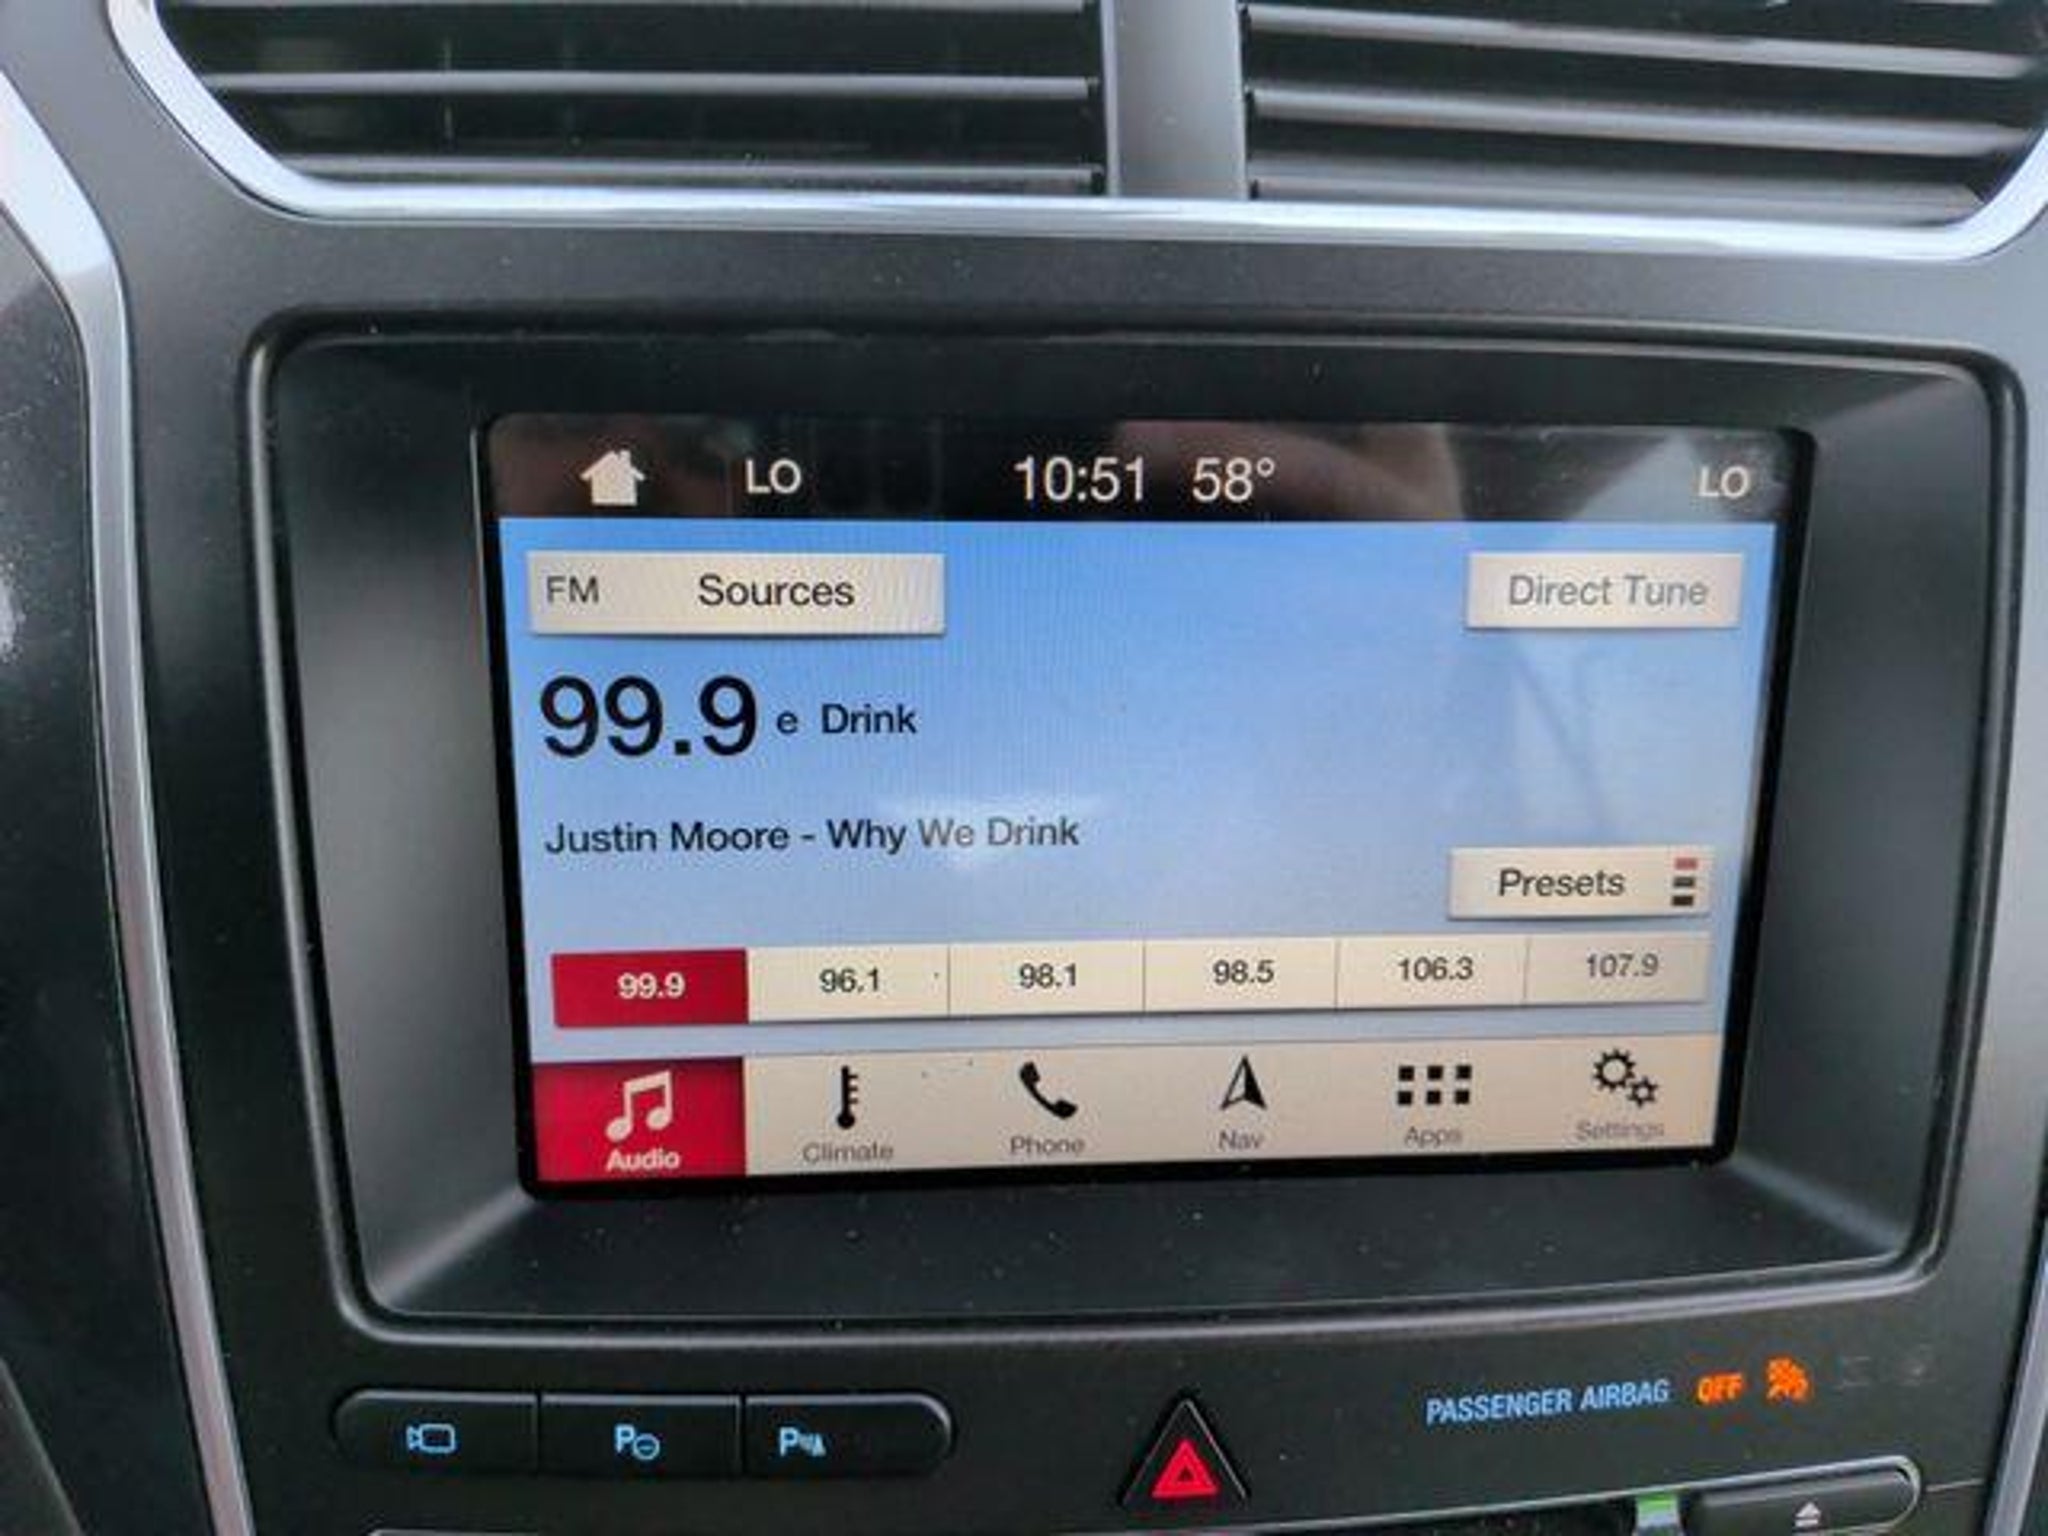 LO 10:51 58° LO
FM Sources Direct Tune
99.9 e Drink
Justin Moore - Why We Drink
Presets
99.9 96.1 98.1 98.5 106.3 107.9
Audio Climate Phone Nav Apps Settings
PASSENGER AIRBAG OFF
P P